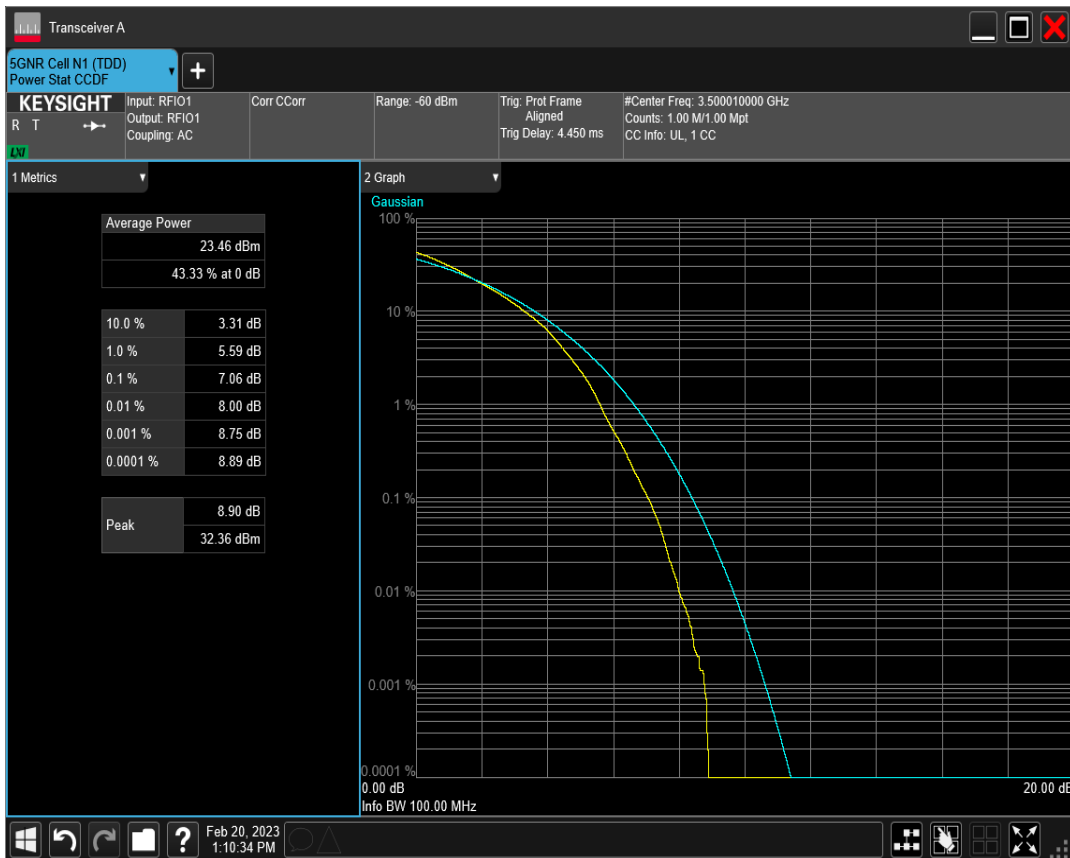 Transceiver A
5GNR Cell N1 (TDD)
Power Stat CCDF
+
KEYSIGHT
R T
LXI
Input: RFIO1
Output: RFIO1
Coupling: AC
Corr CCorr
Range: -60 dBm
Trig: Prot Frame
Aligned
Trig Delay: 4.450 ms
#Center Freq: 3.500010000 GHz
Counts: 1.00 M/1.00 Mpt
CC Info: UL, 1 CC
1 Metrics
Average Power
23.46 dBm
43.33 % at 0 dB
10.0 % 3.31 dB
1.0 % 5.59 dB
0.1 % 7.06 dB
0.01 % 8.00 dB
0.001 % 8.75 dB
0.0001 % 8.89 dB
Peak
8.90 dB
32.36 dBm
2 Graph
Gaussian
100 %
10 %
1 %
0.1 %
0.01 %
0.001 %
0.0001 %
0.00 dB 20.00 dB
Info BW 100.00 MHz
?
Feb 20, 2023
1:10:34 PM